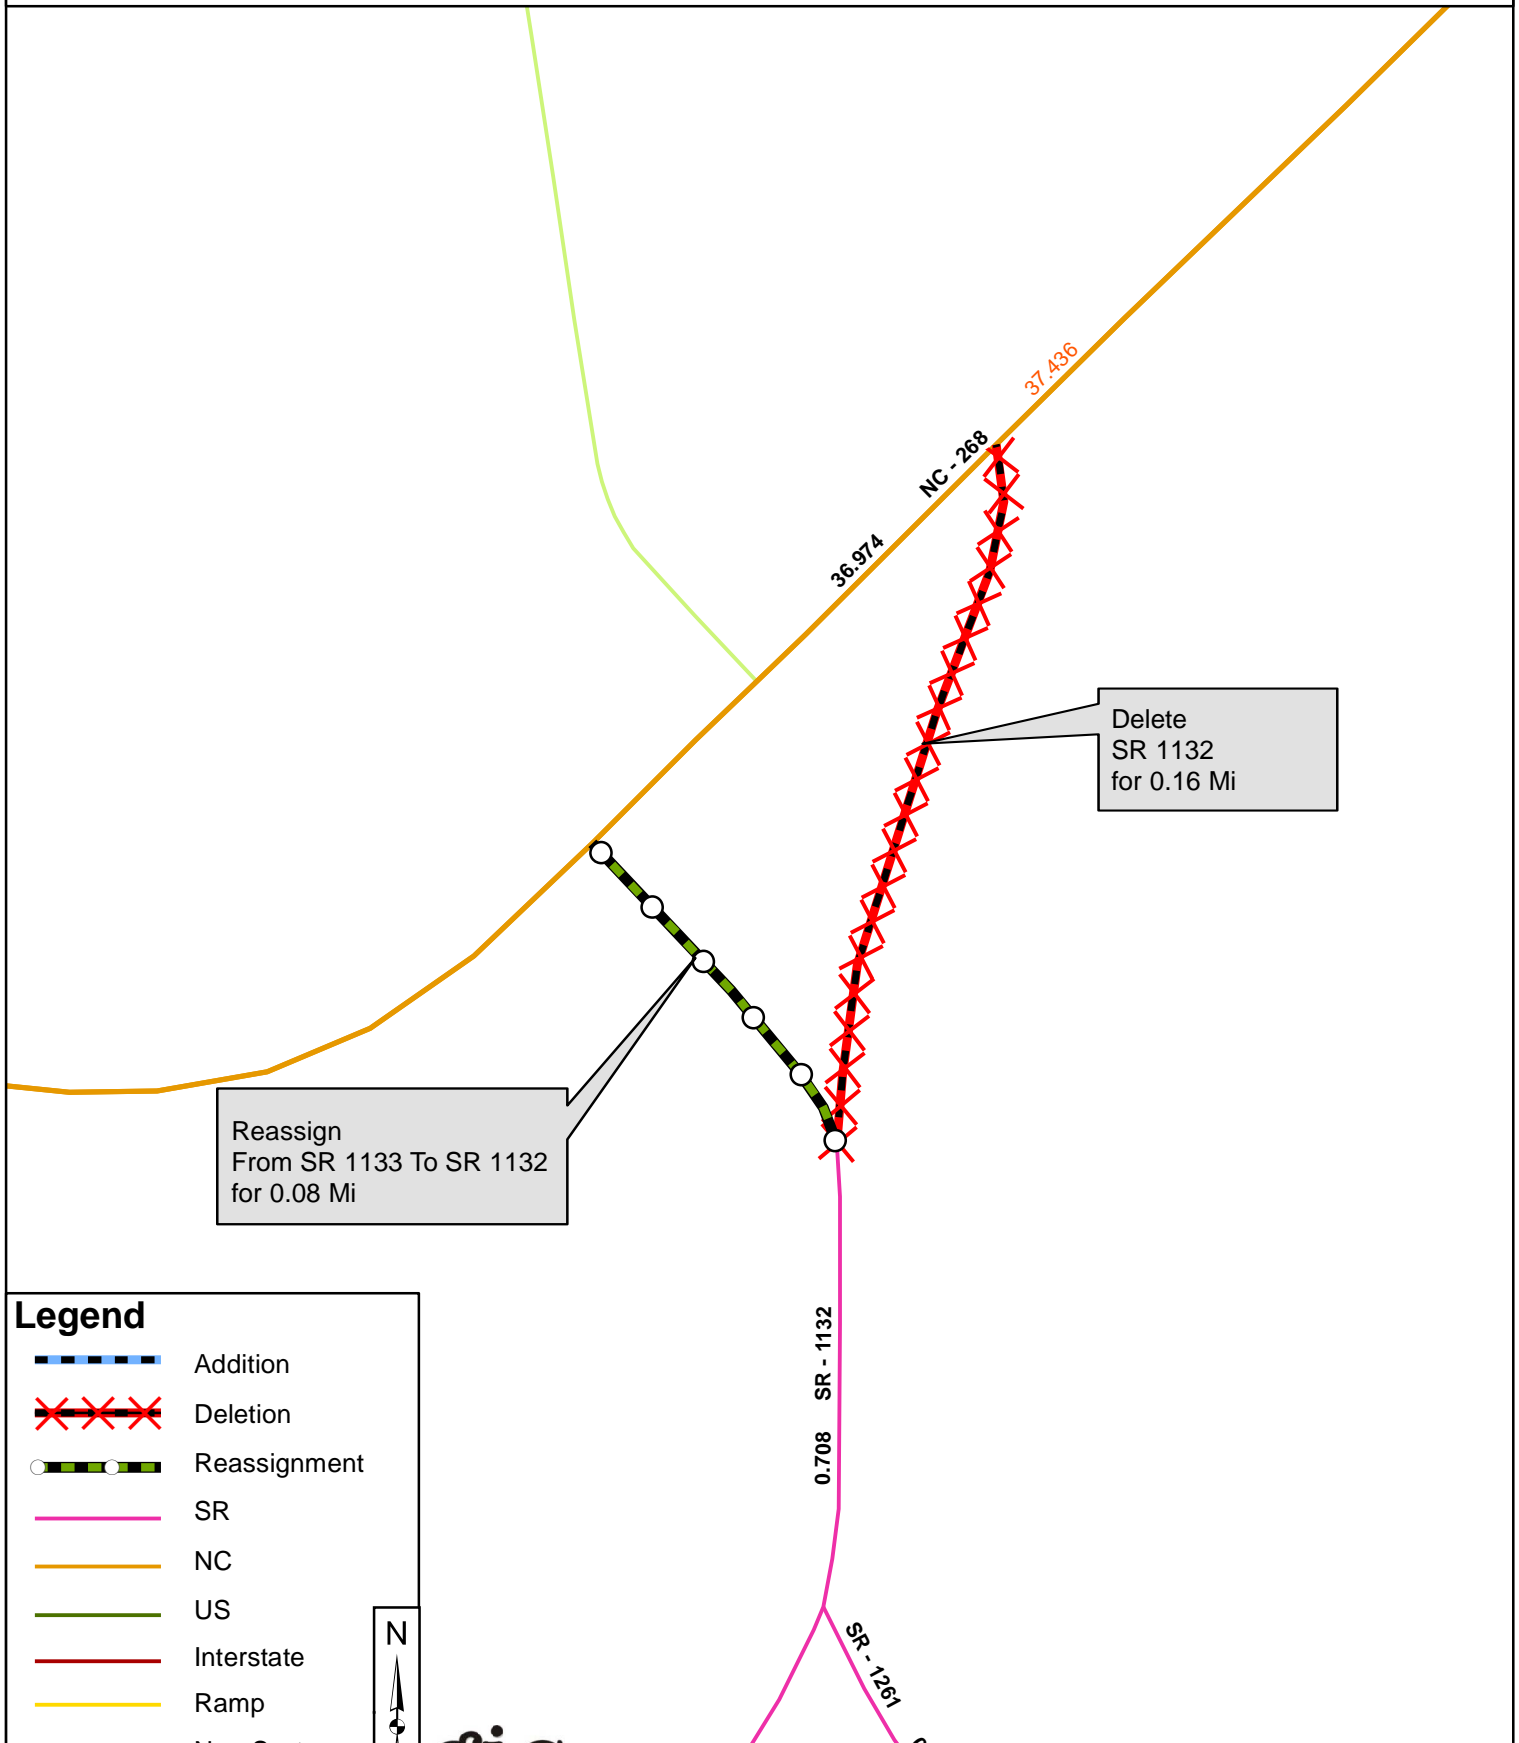 37.436
NC - 268
36.974
Delete
SR 1132
for 0.16 Mi
Reassign
From SR 1133 To SR 1132
for 0.08 Mi
SR - 1132
0.708
SR - 1261
Legend
Addition
Deletion
Reassignment
SR
NC
US
Interstate
Ramp
N